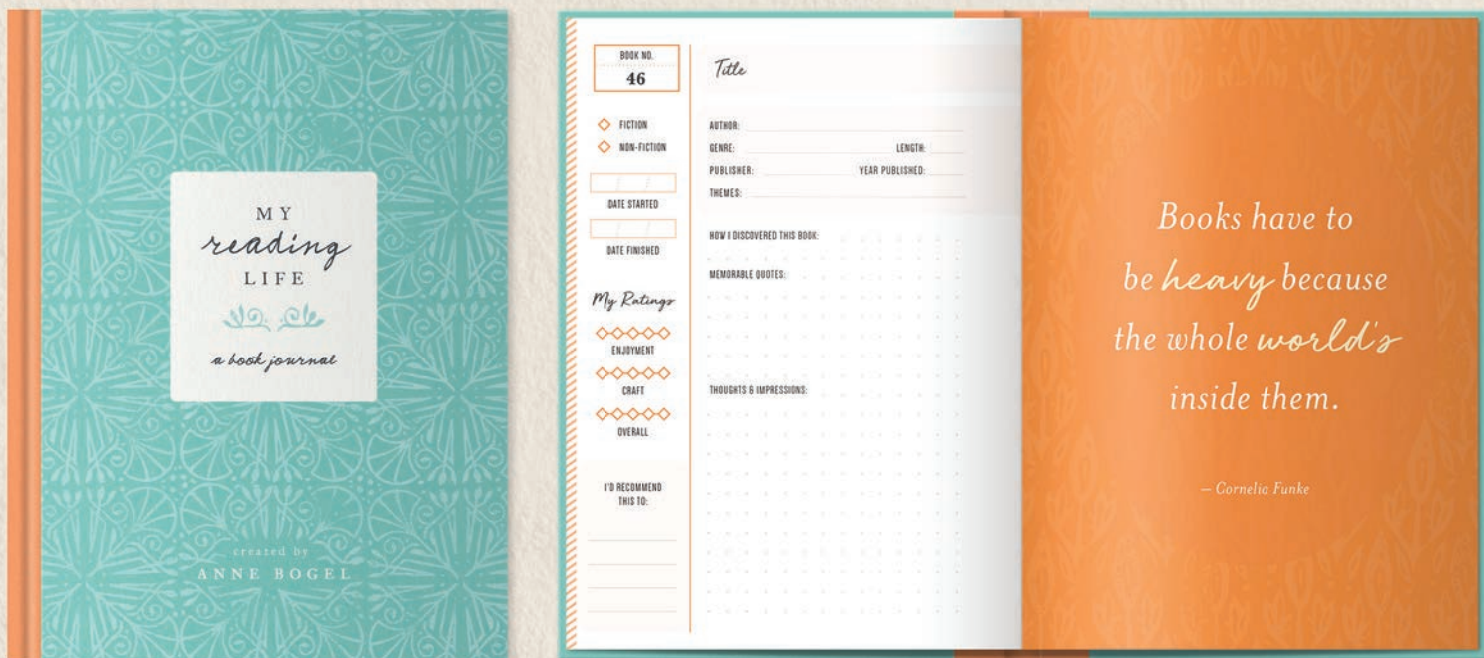 MY
reading
LIFE
a book journal
created by
ANNE BOGEL
BOOK NO.
46
FICTION
NON-FICTION
DATE STARTED
DATE FINISHED
My Ratings
ENJOYMENT
CRAFT
OVERALL
I'D RECOMMEND
THIS TO:
Title
AUTHOR:
GENRE: LENGTH:
PUBLISHER: YEAR PUBLISHED:
THEMES:
HOW I DISCOVERED THIS BOOK:
MEMORABLE QUOTES:
THOUGHTS & IMPRESSIONS:
Books have to
be heavy because
the whole world's
inside them.
– Cornelia Funke